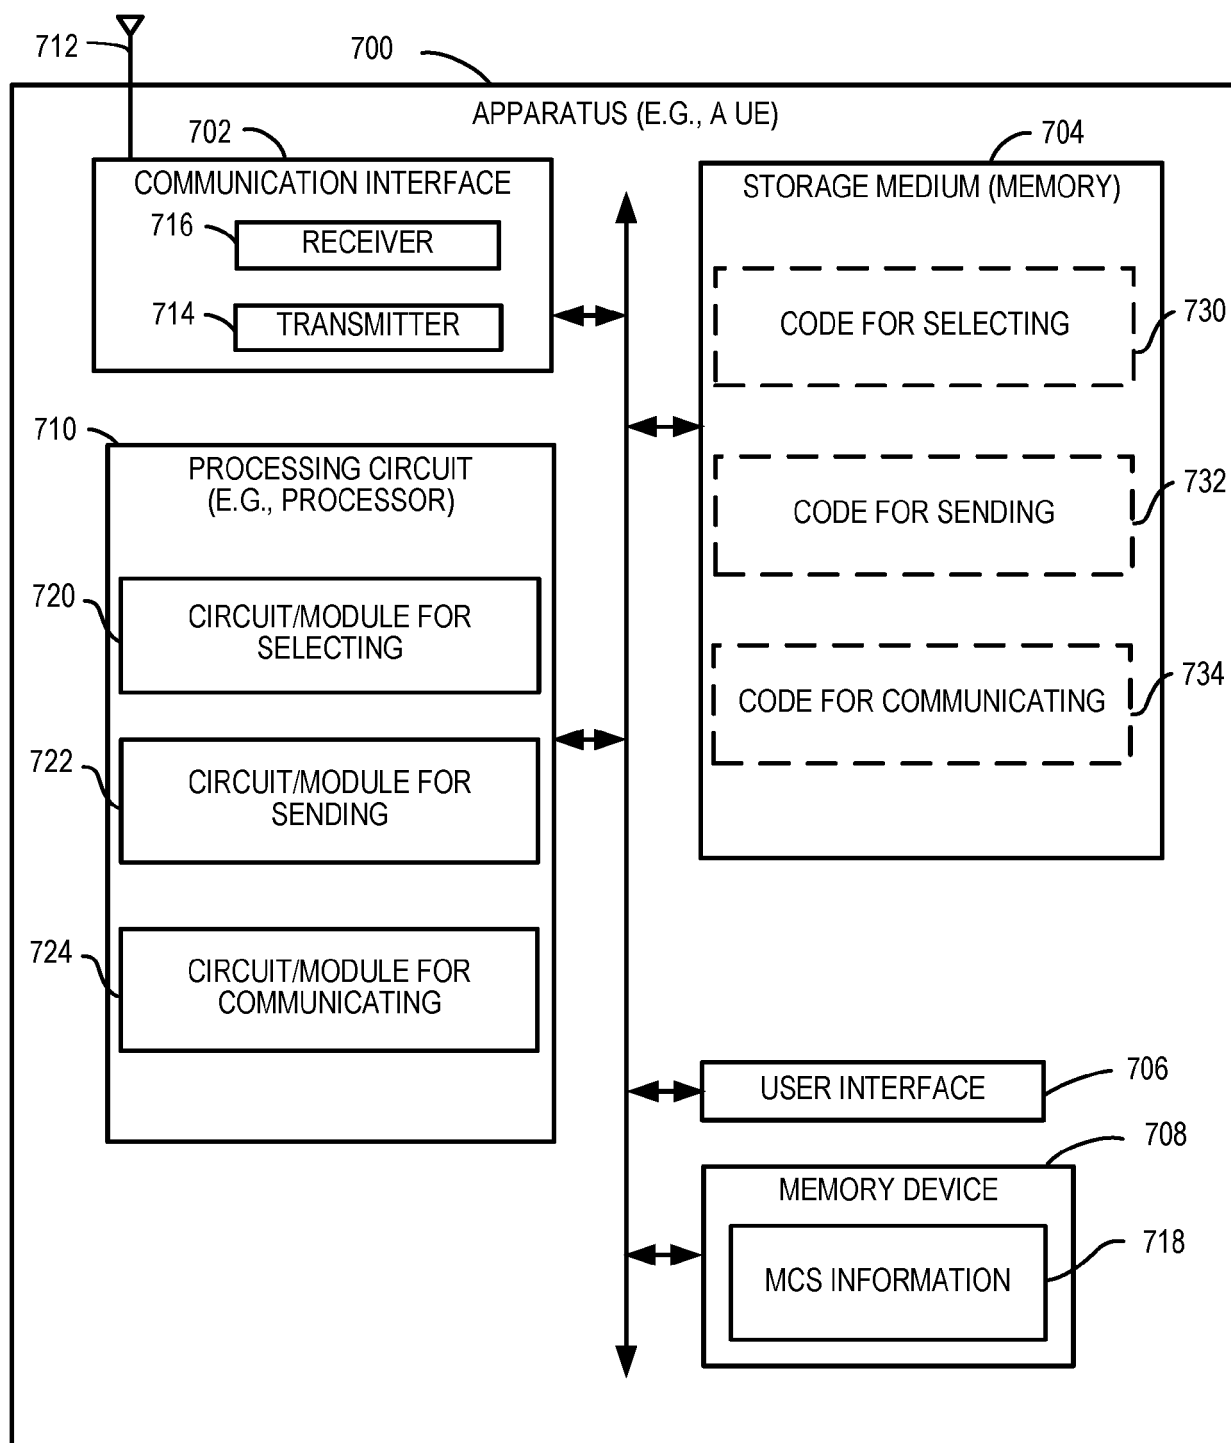 712
700
APPARATUS (E.G., A UE)
702
COMMUNICATION INTERFACE
716
RECEIVER
714
TRANSMITTER
704
STORAGE MEDIUM (MEMORY)
CODE FOR SELECTING
730
CODE FOR SENDING
732
CODE FOR COMMUNICATING
734
710
PROCESSING CIRCUIT
(E.G., PROCESSOR)
720
CIRCUIT/MODULE FOR
SELECTING
722
CIRCUIT/MODULE FOR
SENDING
724
CIRCUIT/MODULE FOR
COMMUNICATING
USER INTERFACE
706
708
MEMORY DEVICE
MCS INFORMATION
718